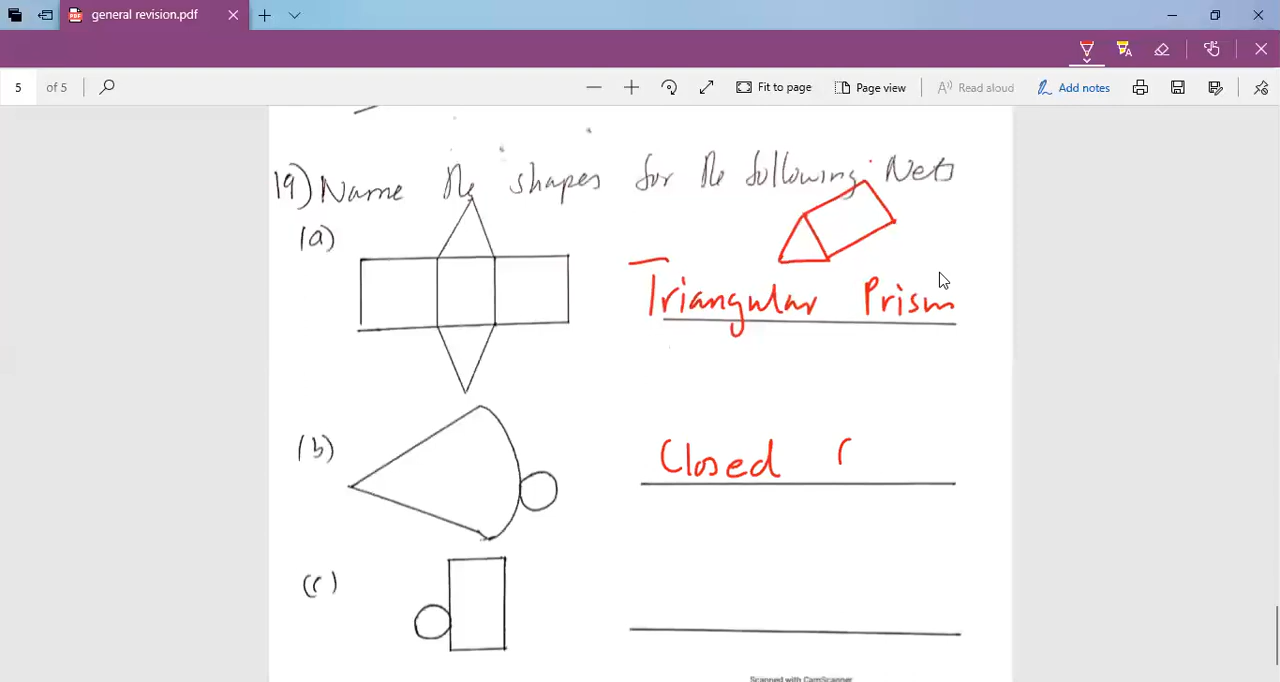 general revision.pdf
5 of 5
Fit to page
Page view
Read aloud
Add notes
19) Name the shapes for the following Nets
(a)
Triangular Prism
(b)
Closed C
(c)
Scanned with CamScanner